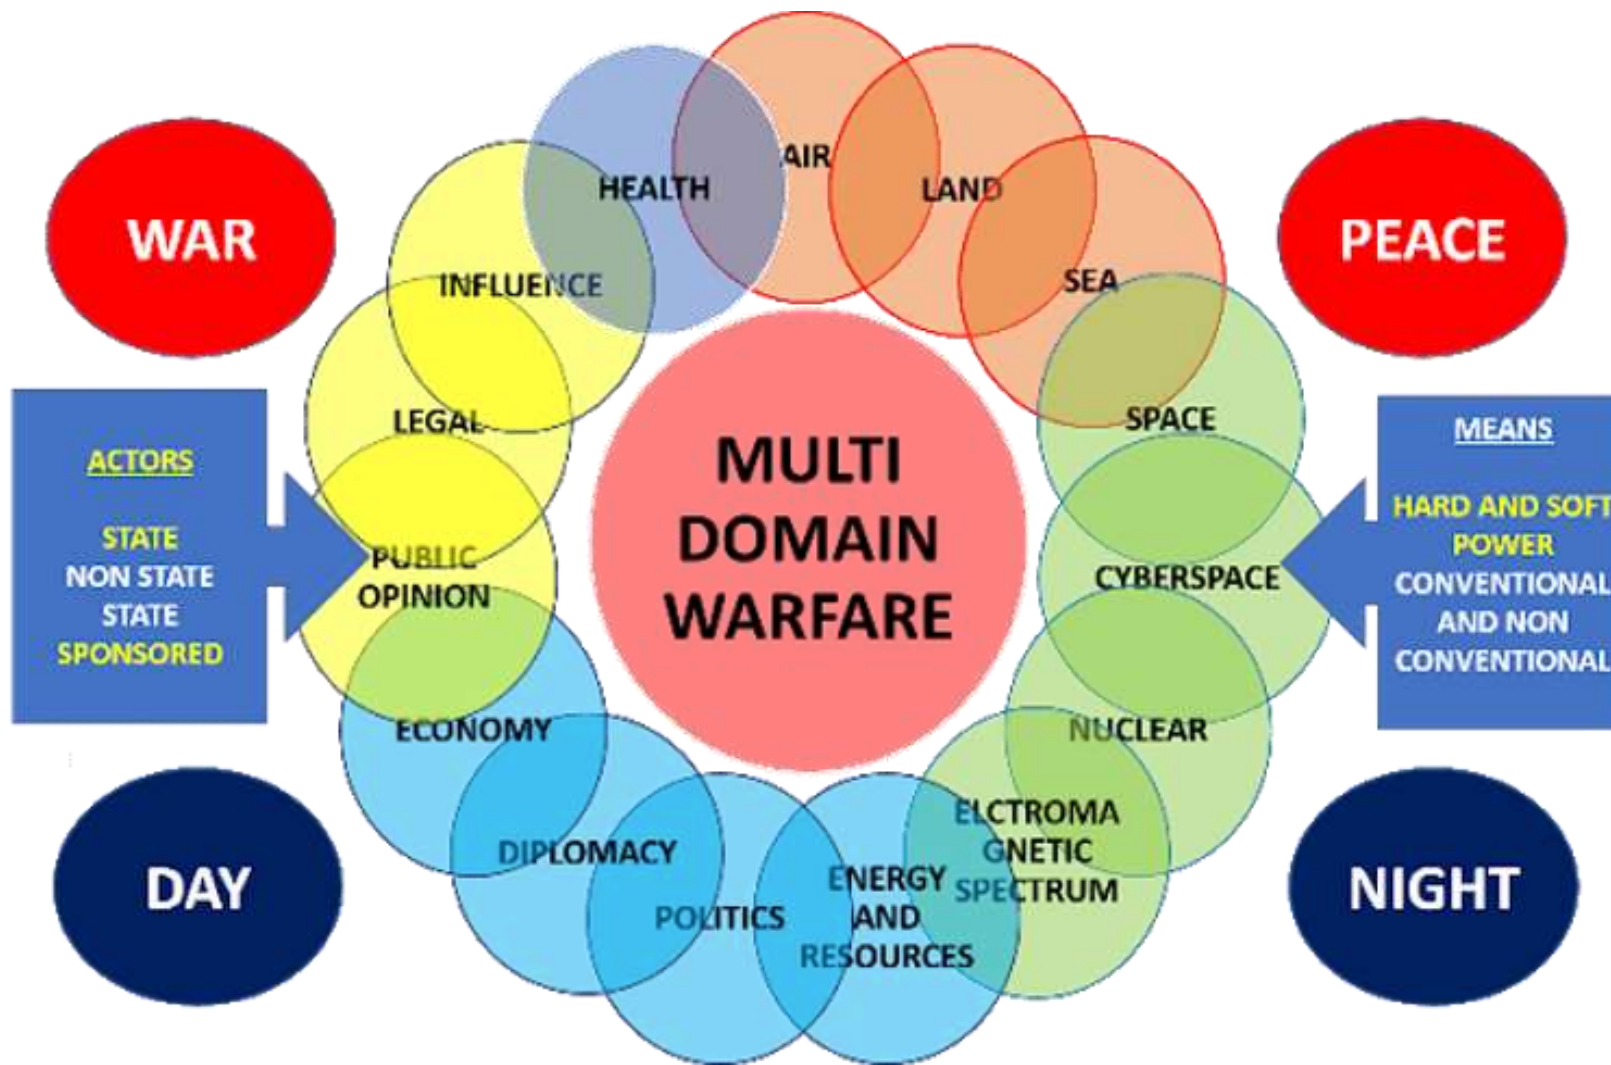 HEALTH
AIR
LAND
SEA
SPACE
CYBERSPACE
NUCLEAR
ELCTROMA
GNETIC
SPECTRUM
ENERGY
AND
RESOURCES
POLITICS
DIPLOMACY
ECONOMY
PUBLIC
OPINION
LEGAL
INFLUENCE
MULTI
DOMAIN
WARFARE
WAR
PEACE
ACTORS
STATE
NON STATE
STATE
SPONSORED
MEANS
HARD AND SOFT
POWER
CONVENTIONAL
AND NON
CONVENTIONAL
DAY
NIGHT